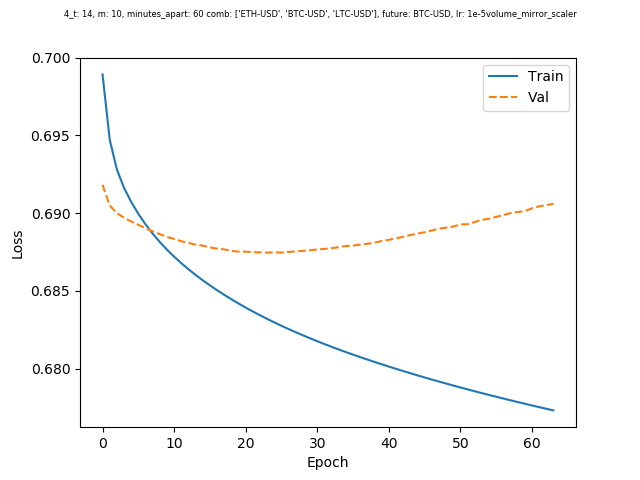 4_t: 14, m: 10, minutes_apart: 60 comb: ['ETH-USD', 'BTC-USD', 'LTC-USD'], future: BTC-USD, lr: 1e-5volume_mirror_scaler
0.700
0.695
0.690
0.685
0.680
Loss
Train
Val
0 10 20 30 40 50 60
Epoch